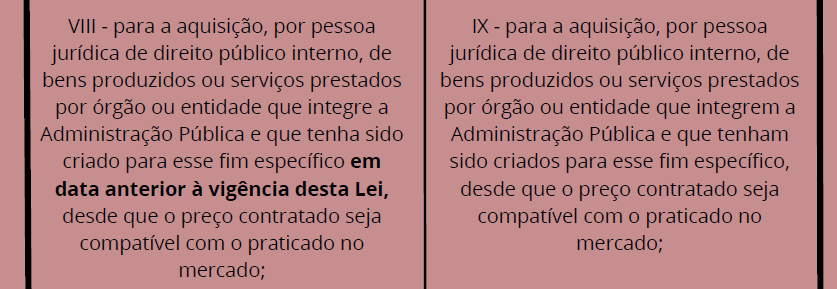 VIII - para a aquisição, por pessoa
jurídica de direito público interno, de
bens produzidos ou serviços prestados
por órgão ou entidade que integre a
Administração Pública e que tenha sido
criado para esse fim específico em
data anterior à vigência desta Lei,
desde que o preço contratado seja
compatível com o praticado no
mercado;
IX - para a aquisição, por pessoa
jurídica de direito público interno, de
bens produzidos ou serviços prestados
por órgão ou entidade que integrem a
Administração Pública e que tenham
sido criados para esse fim específico,
desde que o preço contratado seja
compatível com o praticado no
mercado;